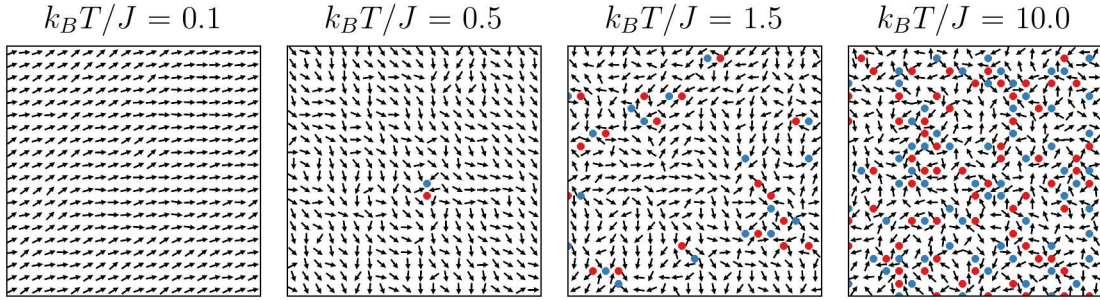 k_BT/J = 0.1
k_BT/J = 0.5
k_BT/J = 1.5
k_BT/J = 10.0